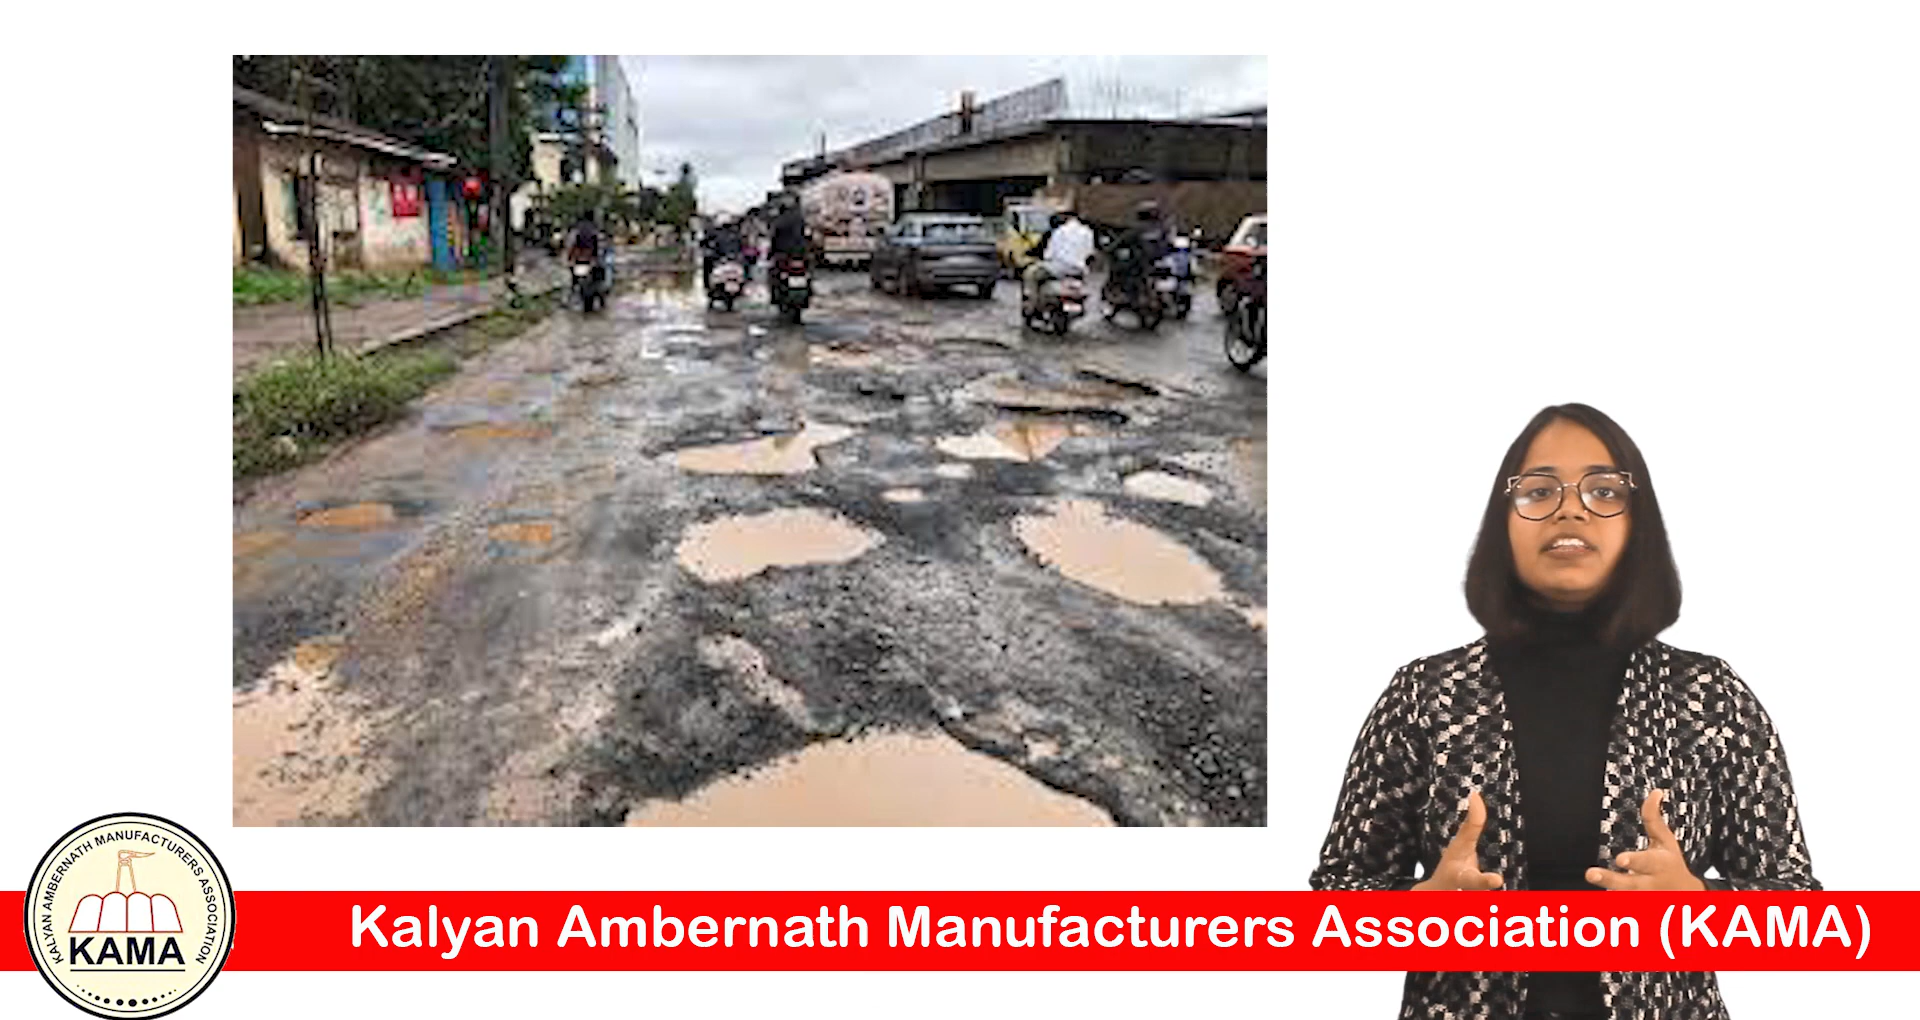 KALYAN AMBERNATH MANUFACTURERS ASSOCIATION
KAMA
Kalyan Ambernath Manufacturers Association (KAMA)